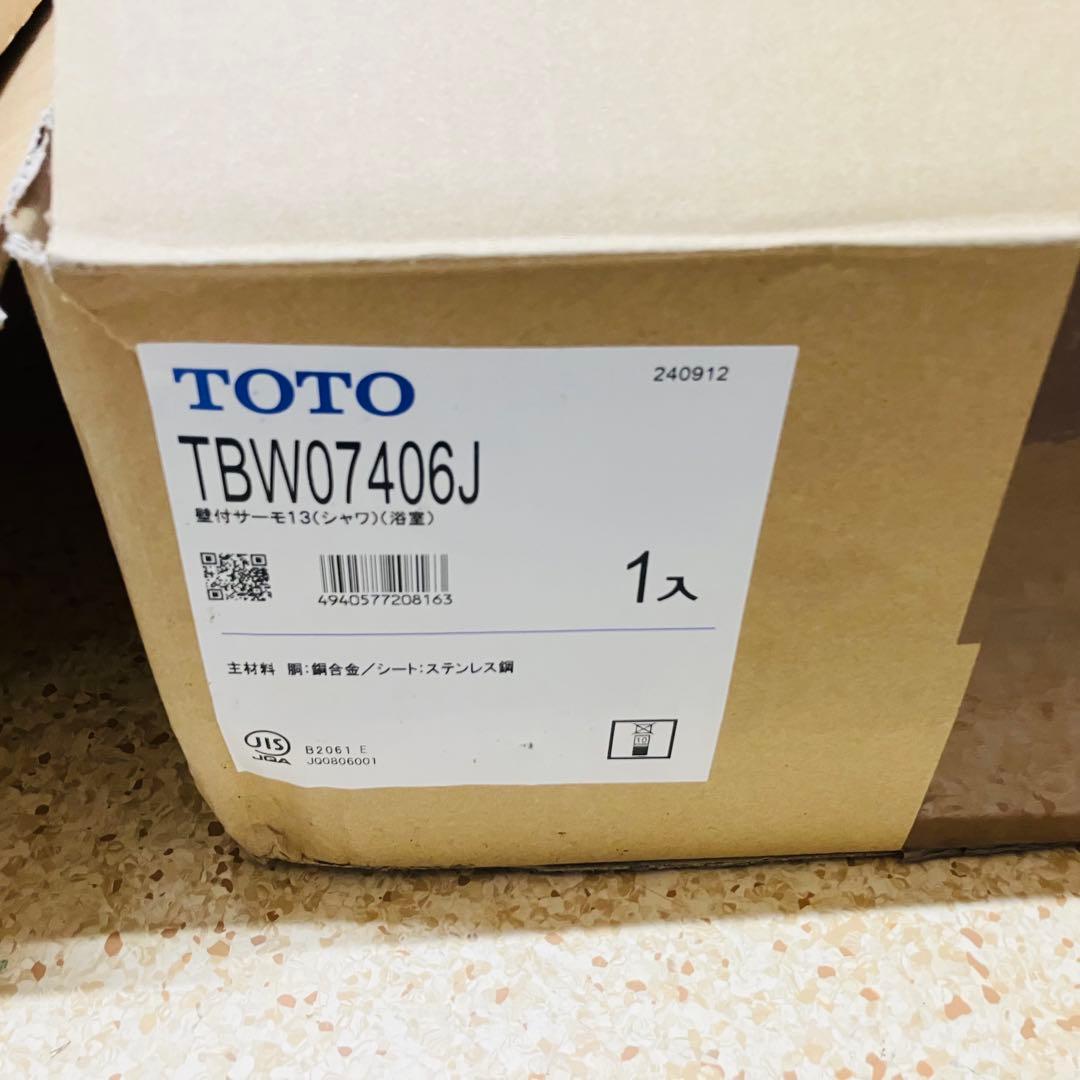 TOTO
240912
TBW07406J
壁付サーモ13(シャワ)(浴室)
4940577208163
1入
主材料 胴:銅合金/シート:ステンレス鋼
JIS
JQA
B2061 E
JQ0806001